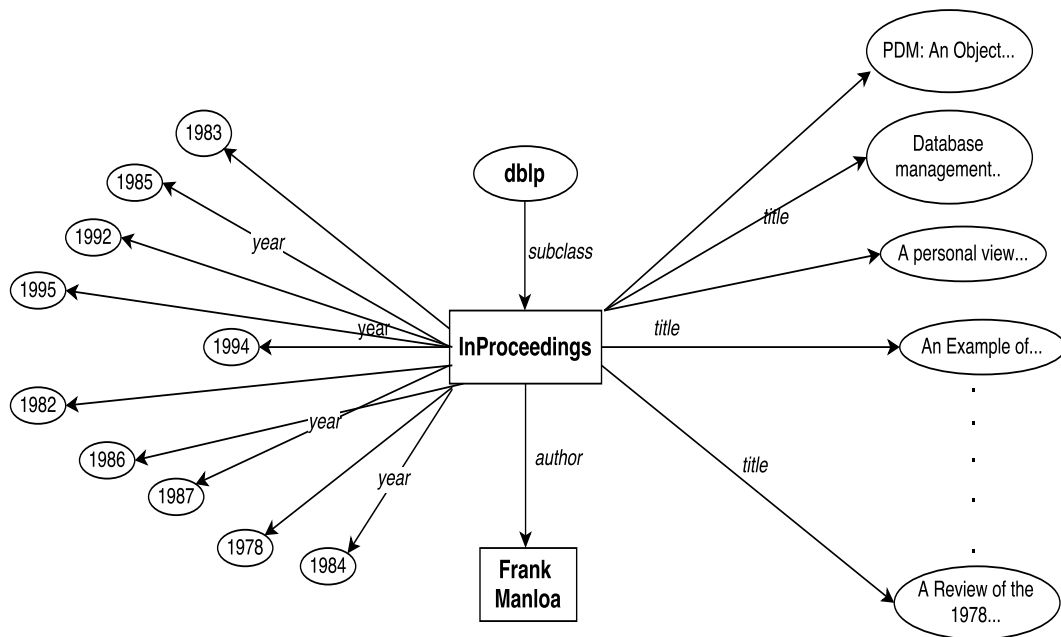 PDM: An Object...
1983
Database
management..
dblp
1985
title
year
1992
subclass
A personal view...
1995
year
title
1994
InProceedings
An Example of...
1982
year
author
title
1986
year
1987
1978
1984
Frank
Manloa
A Review of the
1978...